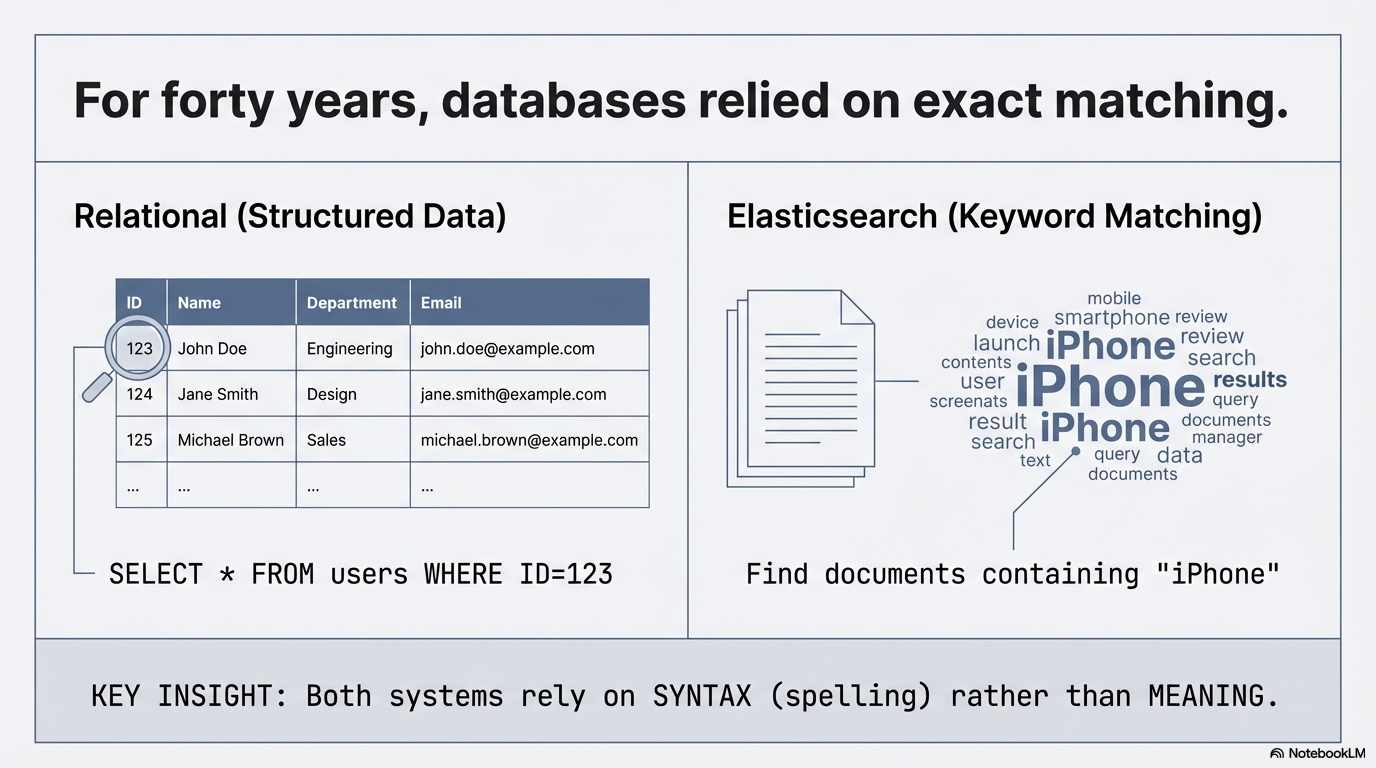 For forty years, databases relied on exact matching.
Relational (Structured Data)
ID Name Department Email
123 John Doe Engineering john.doe@example.com
124 Jane Smith Design jane.smith@example.com
125 Michael Brown Sales michael.brown@example.com
... ... ... ...
SELECT * FROM users WHERE ID=123
Elasticsearch (Keyword Matching)
mobile
device smartphone review
launch iPhone review
contents search
user iPhone results
screenats query
result iPhone documents
search manager
text query data
documents
Find documents containing "iPhone"
KEY INSIGHT: Both systems rely on SYNTAX (spelling) rather than MEANING.
NotebookLM